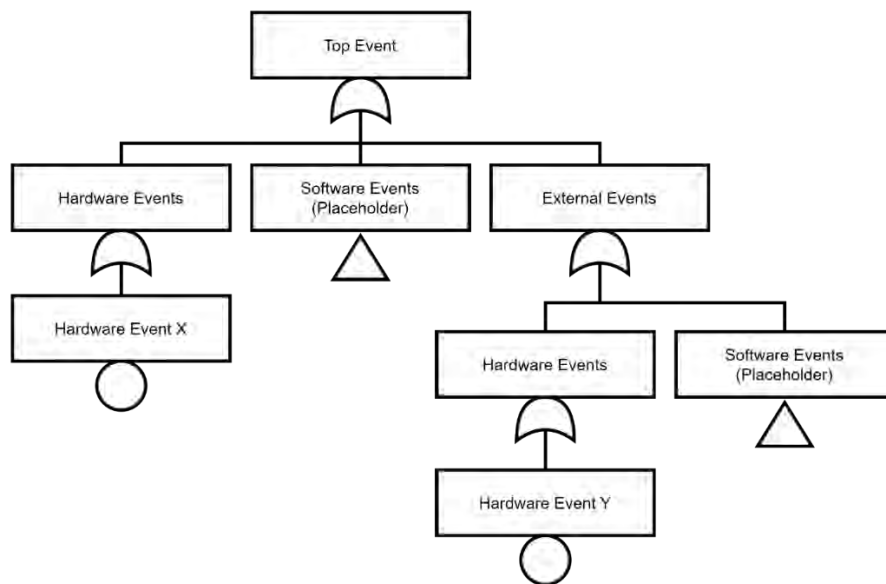 Top Event
Hardware Events
Software Events
(Placeholder)
External Events
Hardware Event X
Hardware Events
Software Events
(Placeholder)
Hardware Event Y